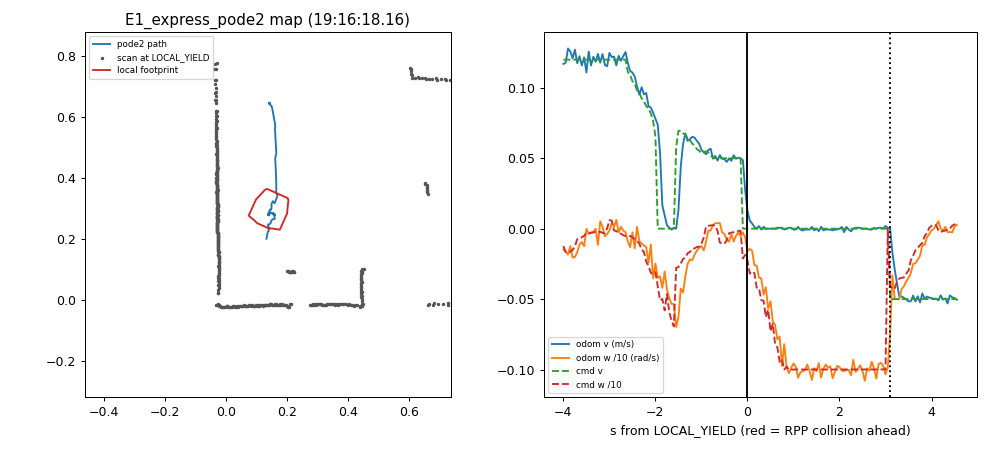 E1_express_pode2 map (19:16:18.16)
pode2 path
scan at LOCAL_YIELD
local footprint
0.8
0.6
0.4
0.2
0.0
−0.2
−0.4 −0.2 0.0 0.2 0.4 0.6
0.10
0.05
0.00
−0.05
−0.10
odom v (m/s)
odom w /10 (rad/s)
cmd v
cmd w /10
−4 −2 0 2 4
s from LOCAL_YIELD (red = RPP collision ahead)